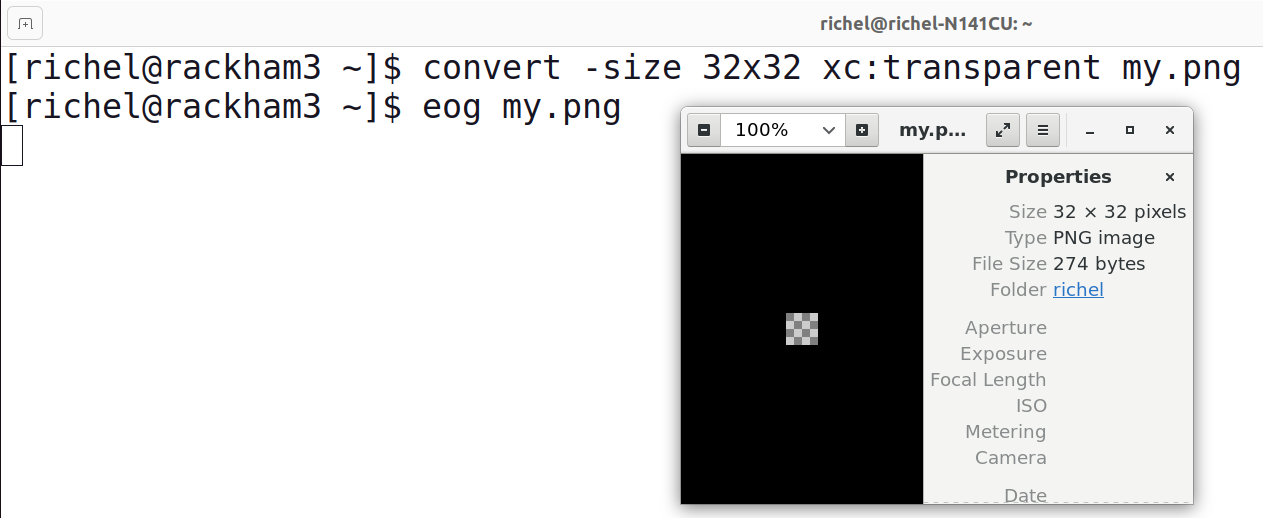 richel@richel-N141CU: ~
[richel@rackham3 ~]$ convert -size 32x32 xc:transparent my.png
[richel@rackham3 ~]$ eog my.png
100%
my.p...
Properties
Size 32 × 32 pixels
Type PNG image
File Size 274 bytes
Folder richel
Aperture
Exposure
Focal Length
ISO
Metering
Camera
Date